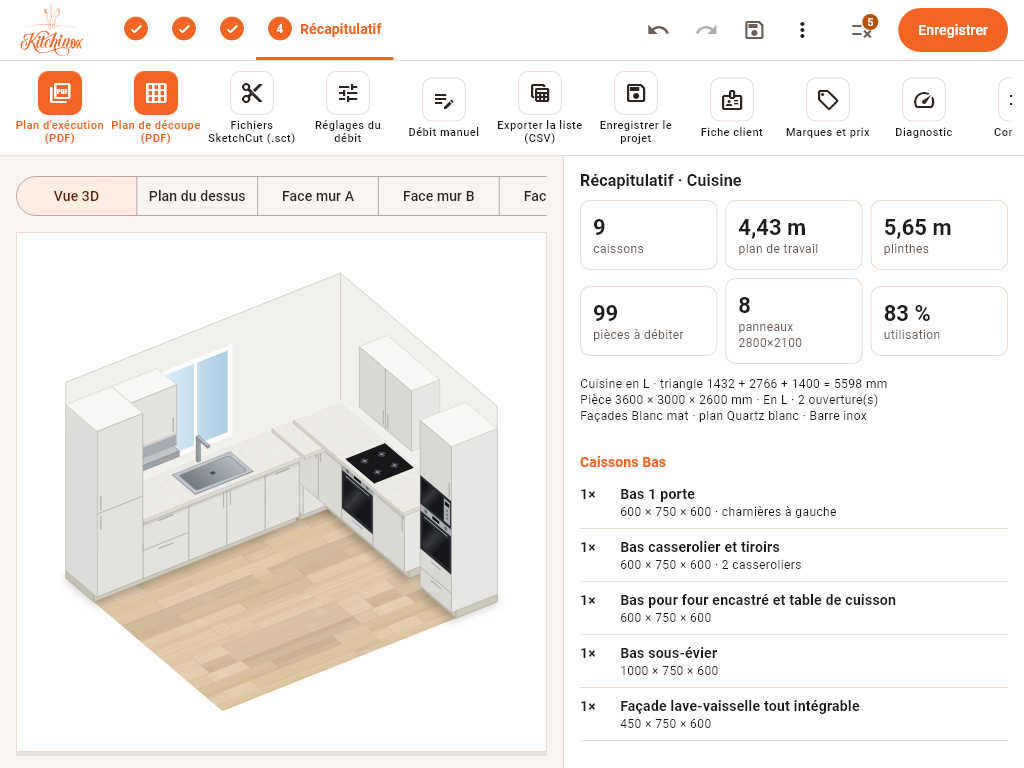 Kitchinox
4 Récapitulatif
5
Enregistrer
PDF
Plan d'exécution
(PDF)
Plan de découpe
(PDF)
Fichiers
SketchCut (.sct)
Réglages du
débit
Débit manuel
Exporter la liste
(CSV)
Enregistrer le
projet
Fiche client
Marques et prix
Diagnostic
Vue 3D
Plan du dessus
Face mur A
Face mur B
Récapitulatif · Cuisine
9
caissons
4,43 m
plan de travail
5,65 m
plinthes
99
pièces à débiter
8
panneaux
2800×2100
83 %
utilisation
Cuisine en L · triangle 1432 + 2766 + 1400 = 5598 mm
Pièce 3600 × 3000 × 2600 mm · En L · 2 ouverture(s)
Façades Blanc mat · plan Quartz blanc · Barre inox
Caissons Bas
1× Bas 1 porte
600 × 750 × 600 · charnières à gauche
1× Bas casserolier et tiroirs
600 × 750 × 600 · 2 casseroliers
1× Bas pour four encastré et table de cuisson
600 × 750 × 600
1× Bas sous-évier
1000 × 750 × 600
1× Façade lave-vaisselle tout intégrable
450 × 750 × 600